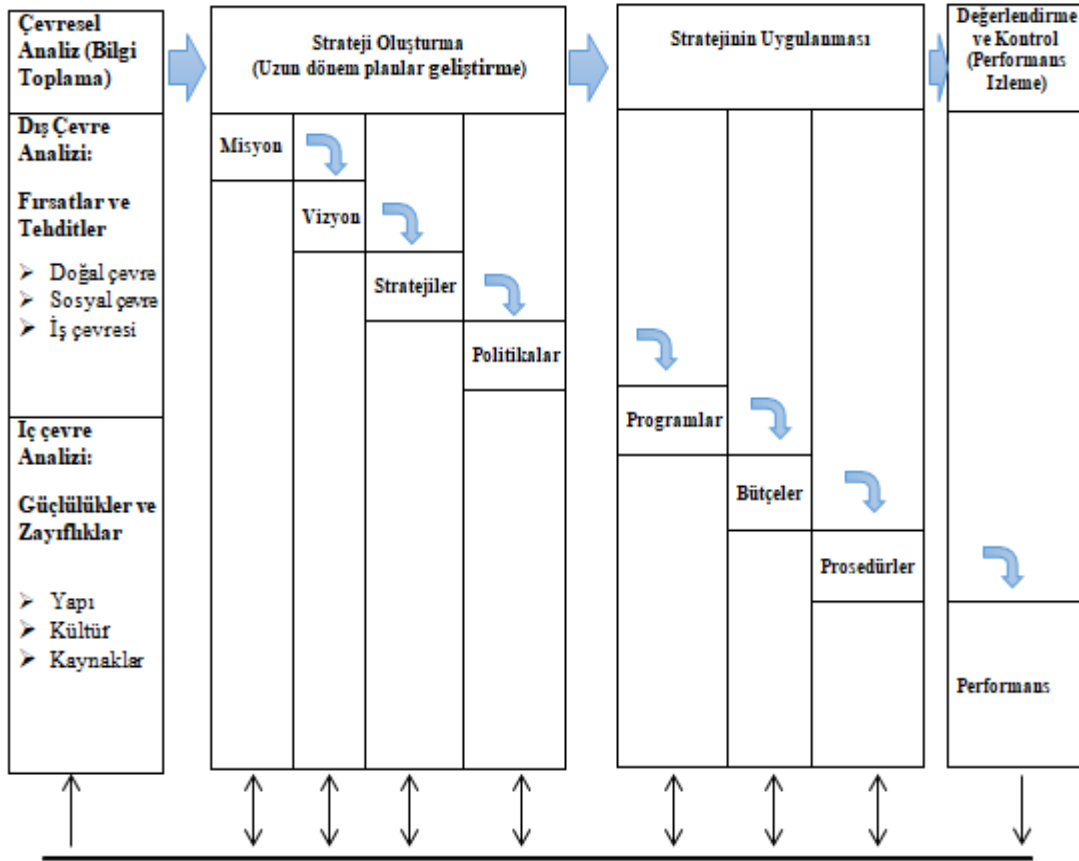 Çevresel
Analiz (Bilgi
Toplama)
Dış Çevre
Analizi:
Fırsatlar ve
Tehditler
➢ Doğal çevre
➢ Sosyal çevre
➢ İş çevresi
Iç çevre
Analizi:
Güçlülükler ve
Zayıflıklar
➢ Yapı
➢ Kültür
➢ Kaynaklar
Strateji Oluşturma
(Uzun dönem planlar geliştirme)
Misyon
Vizyon
Stratejiler
Politikalar
Stratejinin Uygulanması
Programlar
Bütçeler
Prosedürler
Değerlendirme
ve Kontrol
(Performans
Izleme)
Performans